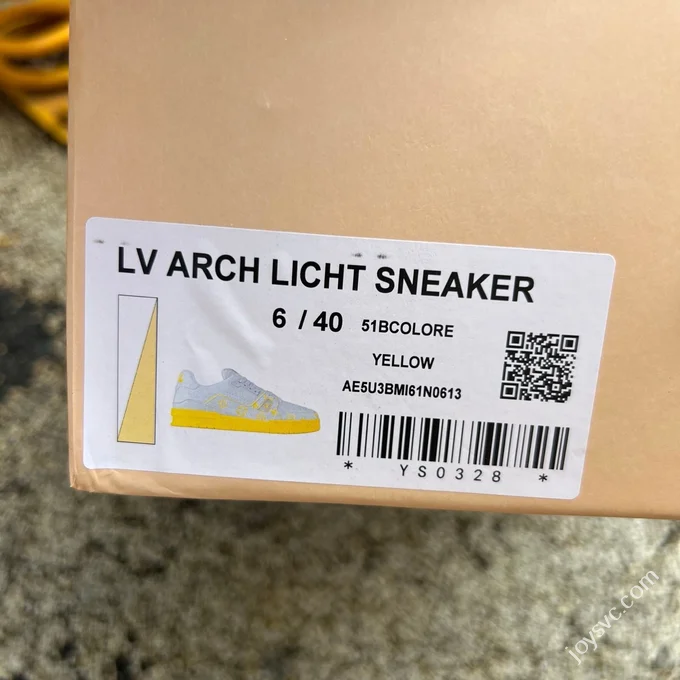 LV ARCH LICHT SNEAKER
6 / 40 51BCOLORE
YELLOW
AE5U3BMI61N0613
* YS0328 *
joysvc.com